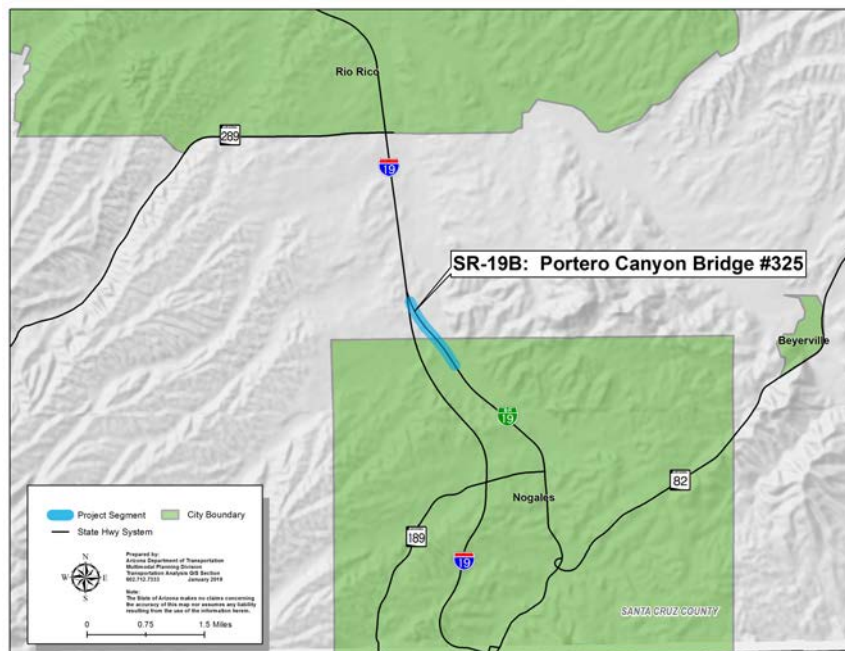 Rio Rico
289
19
SR-19B: Portero Canyon Bridge #325
Beyerville
19
82
Nogales
189
19
SANTA CRUZ COUNTY
Project Segment
City Boundary
State Hwy System
N
W
E
S
Prepared by:
Arizona Department of Transportation
Multimodal Planning Division
Transportation Analysis GIS Section
602.712.7333 January 2019
Note:
The State of Arizona makes no claims concerning
the accuracy of this map nor assumes any liability
resulting from the use of the information herein.
0 0.75 1.5 Miles